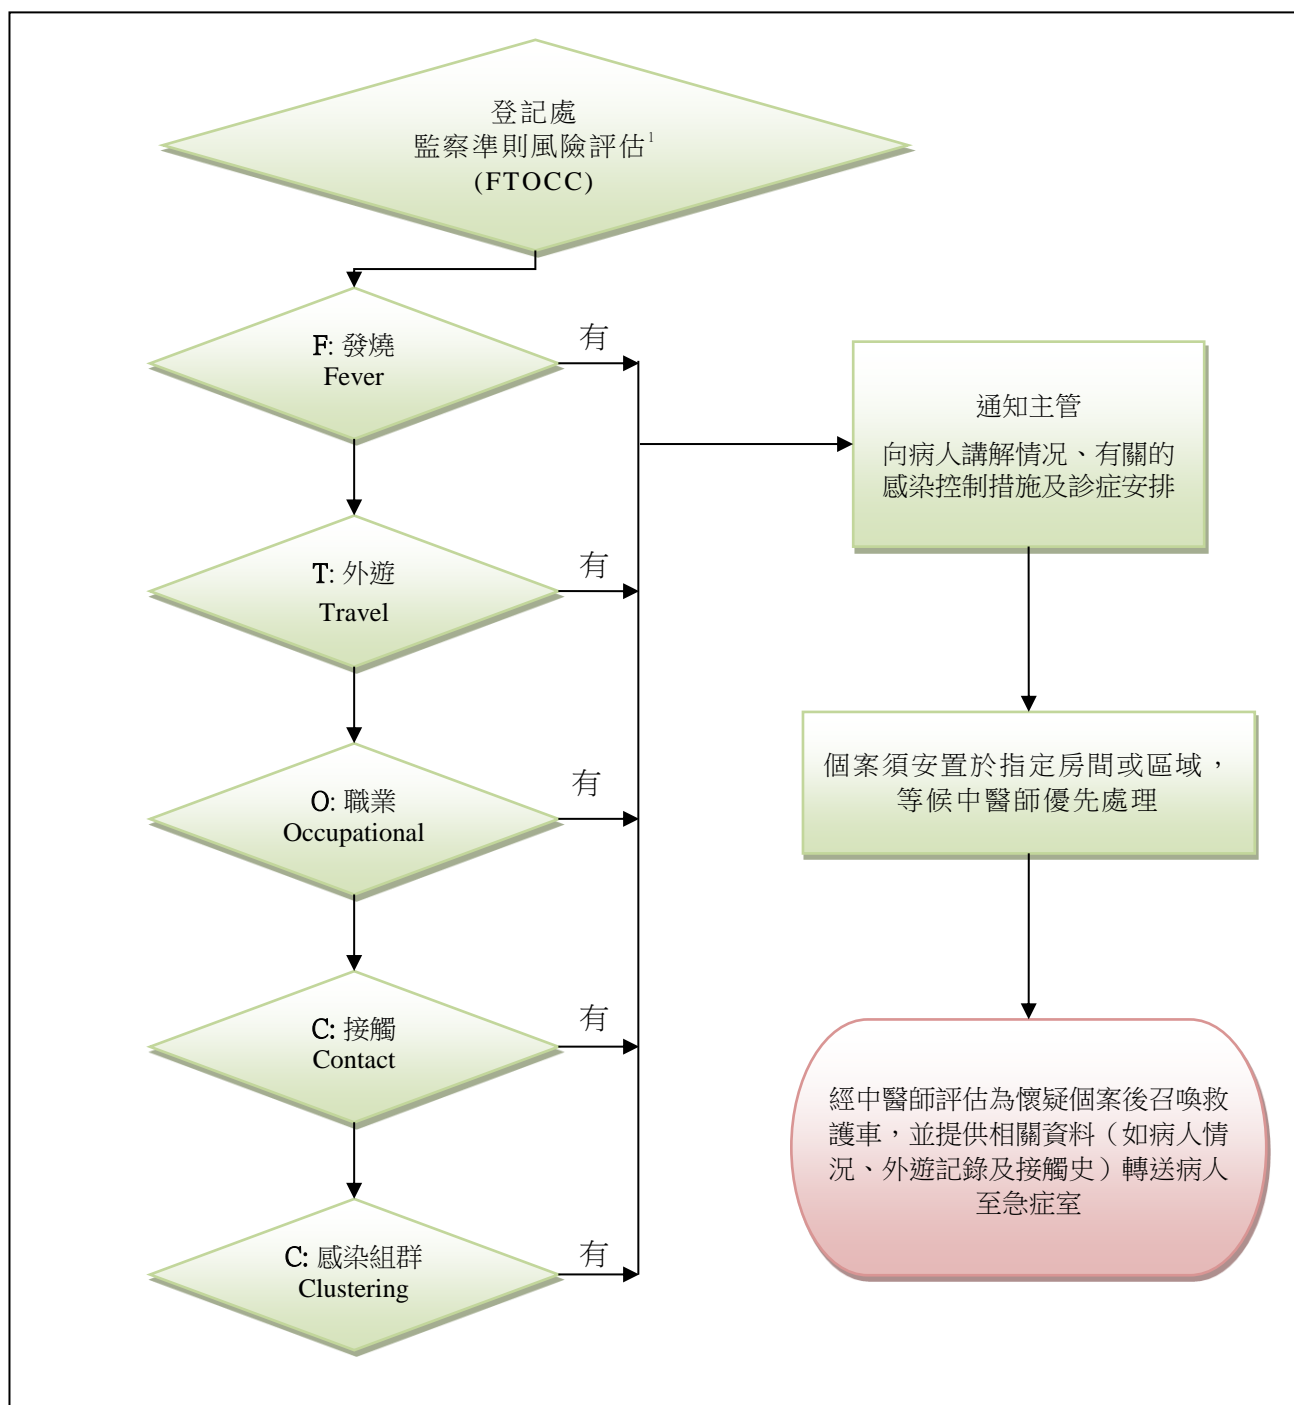 登記處
監察準則風險評估1
(FTOCC)
F: 發燒
Fever
有
T: 外遊
Travel
有
O: 職業
Occupational
有
C: 接觸
Contact
有
C: 感染組群
Clustering
有
通知主管
向病人講解情況、有關的
感染控制措施及診症安排
個案須安置於指定房間或區域，
等候中醫師優先處理
經中醫師評估為懷疑個案後召喚救
護車，並提供相關資料（如病人情
況、外遊記錄及接觸史）轉送病人
至急症室